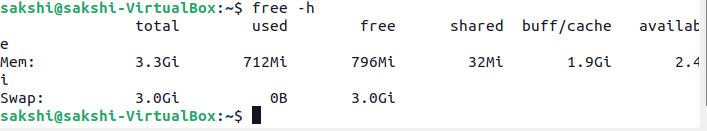 sakshi@sakshi-VirtualBox:~$ free -h
total used free shared buff/cache availab
e
Mem: 3.3Gi 712Mi 796Mi 32Mi 1.9Gi 2.4
i
Swap: 3.0Gi 0B 3.0Gi
sakshi@sakshi-VirtualBox:~$